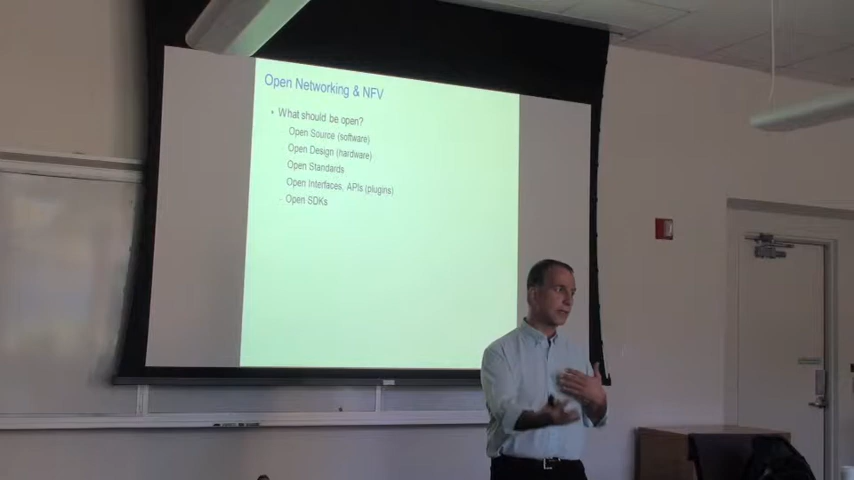 Open Networking & NFV
• What should be open?
Open Source (software)
Open Design (hardware)
Open Standards
Open Interfaces, APIs (plugins)
- Open SDKs